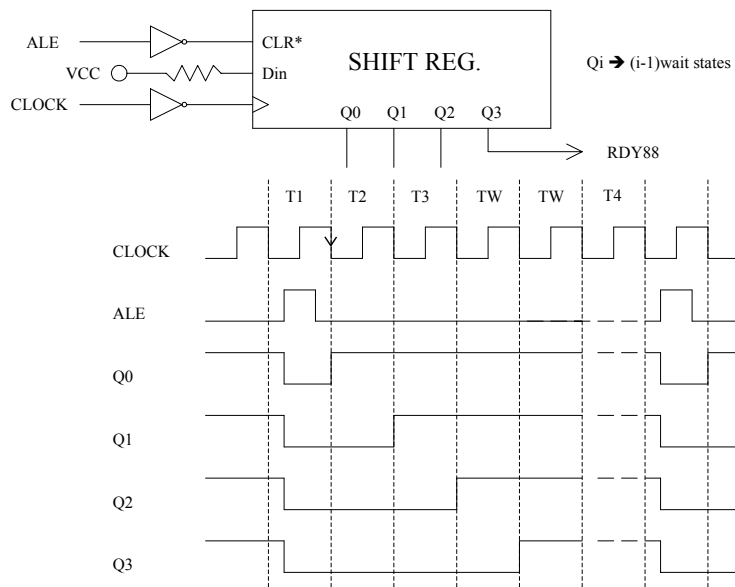 ALE
CLR*
VCC
Din
SHIFT REG.
Qi ➔ (i-1)wait states
CLOCK
Q0 Q1 Q2 Q3
RDY88
T1 T2 T3 TW TW T4
CLOCK
ALE
Q0
Q1
Q2
Q3